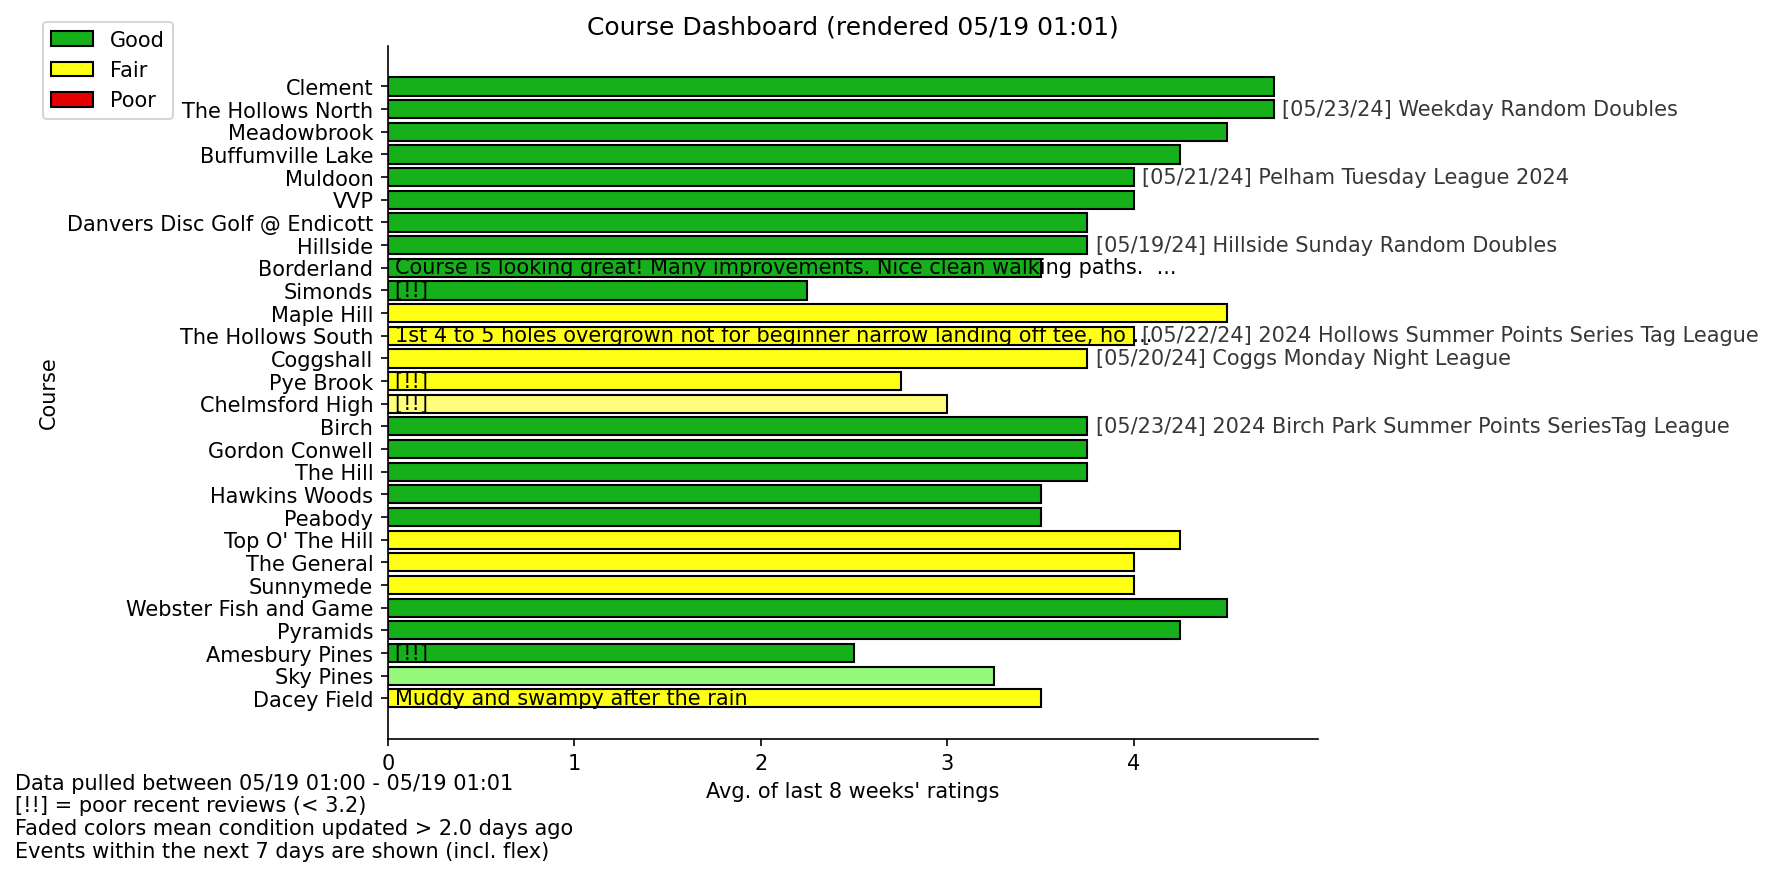 Course Dashboard (rendered 05/19 01:01)
Good
Fair
Poor
Clement
The Hollows North [05/23/24] Weekday Random Doubles
Meadowbrook
Buffumville Lake
Muldoon [05/21/24] Pelham Tuesday League 2024
VVP
Danvers Disc Golf @ Endicott
Hillside [05/19/24] Hillside Sunday Random Doubles
Borderland Course is looking great! Many improvements. Nice clean walking paths.  ...
Simonds [!!]
Maple Hill
The Hollows South 1st 4 to 5 holes overgrown not for beginner narrow landing off tee, ho ... [05/22/24] 2024 Hollows Summer Points Series Tag League
Coggshall [05/20/24] Coggs Monday Night League
Pye Brook [!!]
Chelmsford High [!!]
Birch [05/23/24] 2024 Birch Park Summer Points SeriesTag League
Gordon Conwell
The Hill
Hawkins Woods
Peabody
Top O' The Hill
The General
Sunnymede
Webster Fish and Game
Pyramids
Amesbury Pines [!!]
Sky Pines
Dacey Field Muddy and swampy after the rain
Course
0 1 2 3 4
Avg. of last 8 weeks' ratings
Data pulled between 05/19 01:00 - 05/19 01:01
[!!] = poor recent reviews (< 3.2)
Faded colors mean condition updated > 2.0 days ago
Events within the next 7 days are shown (incl. flex)